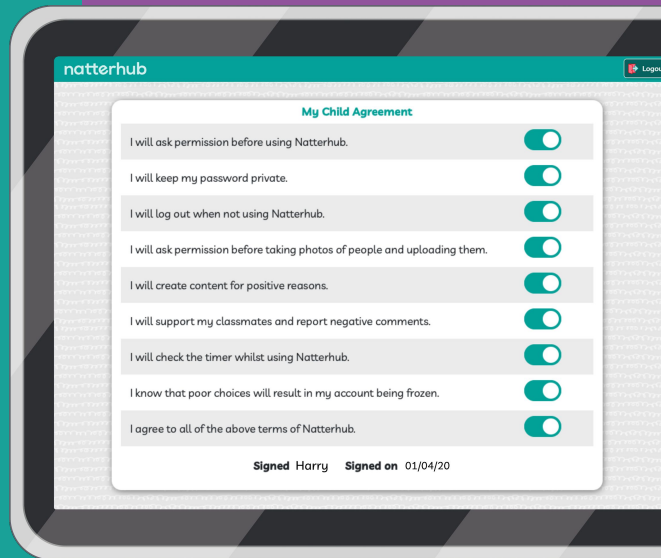 natterhub
Logou
My Child Agreement
I will ask permission before using Natterhub.
I will keep my password private.
I will log out when not using Natterhub.
I will ask permission before taking photos of people and uploading them.
I will create content for positive reasons.
I will support my classmates and report negative comments.
I will check the timer whilst using Natterhub.
I know that poor choices will result in my account being frozen.
I agree to all of the above terms of Natterhub.
Signed Harry Signed on 01/04/20